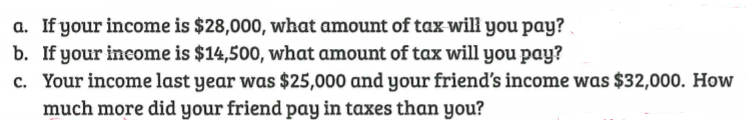 a. If your income is $28,000, what amount of tax will you pay?
b. If your income is $14,500, what amount of tax will you pay?
c. Your income last year was $25,000 and your friend's income was $32,000. How
much more did your friend pay in taxes than you?